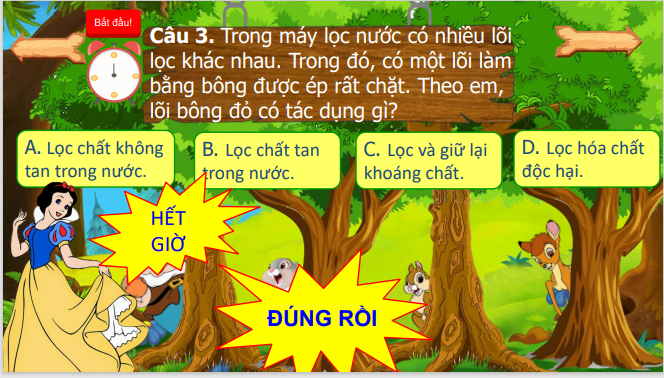 Bắt đầu!
Câu 3. Trong máy lọc nước có nhiều lõi
lọc khác nhau. Trong đó, có một lõi làm
bằng bông được ép rất chặt. Theo em,
lõi bông đỏ có tác dụng gì?
A. Lọc chất không
tan trong nước.
B. Lọc chất tan
trong nước.
C. Lọc và giữ lại
khoáng chất.
D. Lọc hóa chất
độc hại.
HẾT
GIỜ
ĐÚNG RỒI